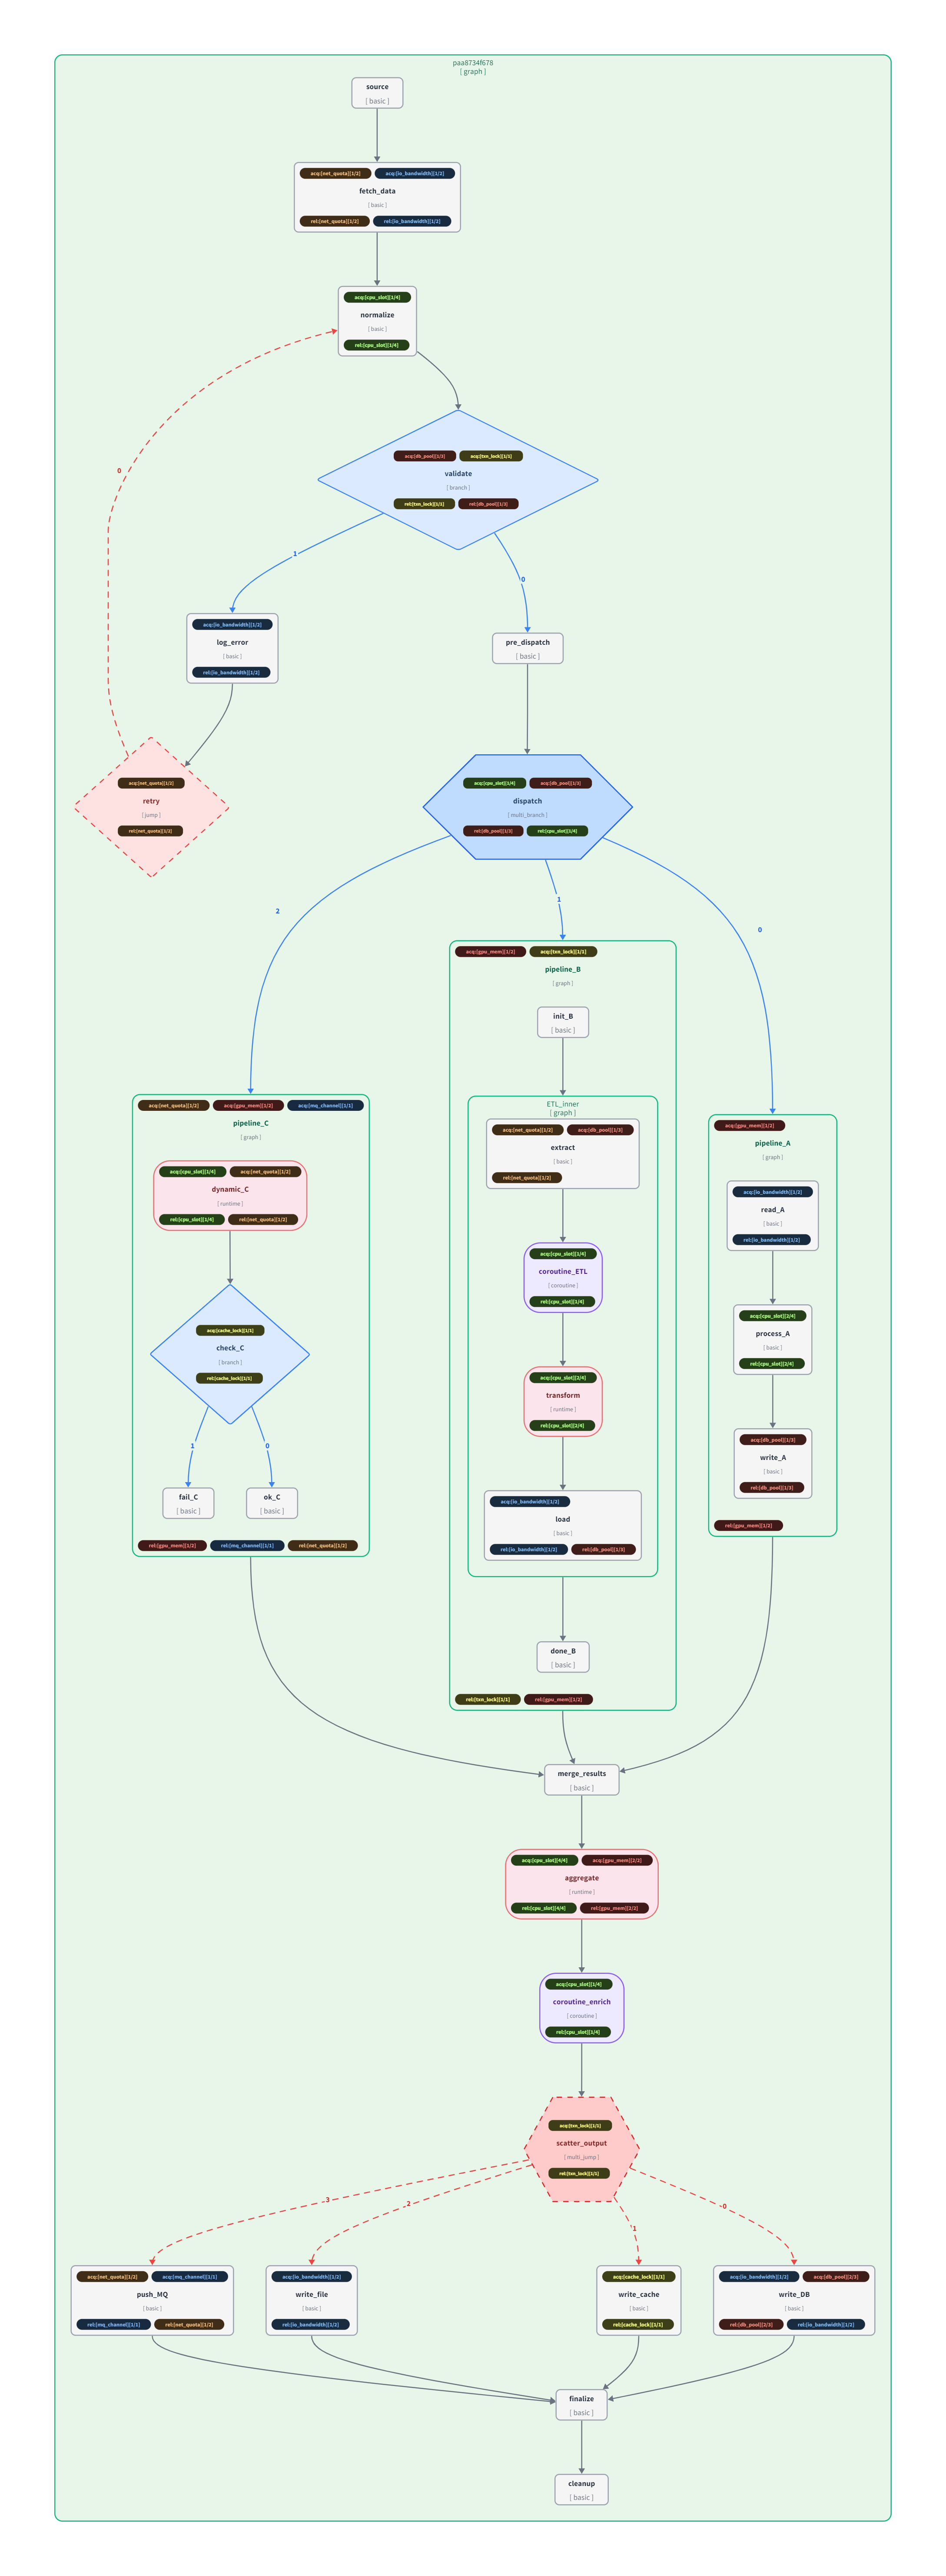 paa8734f678
[ graph ]
source
[ basic ]
acq:[net_quota][1/2] acq:[io_bandwidth][1/2]
fetch_data
[ basic ]
rel:[net_quota][1/2] rel:[io_bandwidth][1/2]
acq:[cpu_slot][1/4]
normalize
[ basic ]
rel:[cpu_slot][1/4]
0
acq:[db_pool][1/3] acq:[txn_lock][1/1]
validate
[ branch ]
rel:[txn_lock][1/1] rel:[db_pool][1/3]
1
0
acq:[io_bandwidth][1/2]
log_error
[ basic ]
rel:[io_bandwidth][1/2]
pre_dispatch
[ basic ]
acq:[net_quota][1/2]
retry
[ jump ]
rel:[net_quota][1/2]
acq:[cpu_slot][1/4] acq:[db_pool][1/3]
dispatch
[ multi_branch ]
rel:[db_pool][1/3] rel:[cpu_slot][1/4]
2
1
0
acq:[gpu_mem][1/2] acq:[txn_lock][1/1]
pipeline_B
[ graph ]
init_B
[ basic ]
ETL_inner
[ graph ]
acq:[net_quota][1/2] acq:[db_pool][1/3]
extract
[ basic ]
rel:[net_quota][1/2]
acq:[cpu_slot][1/4]
coroutine_ETL
[ coroutine ]
rel:[cpu_slot][1/4]
acq:[cpu_slot][2/4]
transform
[ runtime ]
rel:[cpu_slot][2/4]
acq:[io_bandwidth][1/2]
load
[ basic ]
rel:[io_bandwidth][1/2] rel:[db_pool][1/3]
done_B
[ basic ]
rel:[txn_lock][1/1] rel:[gpu_mem][1/2]
acq:[net_quota][1/2] acq:[gpu_mem][1/2] acq:[mq_channel][1/1]
pipeline_C
[ graph ]
acq:[cpu_slot][1/4] acq:[net_quota][1/2]
dynamic_C
[ runtime ]
rel:[cpu_slot][1/4] rel:[net_quota][1/2]
acq:[cache_lock][1/1]
check_C
[ branch ]
rel:[cache_lock][1/1]
1
0
fail_C
[ basic ]
ok_C
[ basic ]
rel:[gpu_mem][1/2] rel:[mq_channel][1/1] rel:[net_quota][1/2]
acq:[gpu_mem][1/2]
pipeline_A
[ graph ]
acq:[io_bandwidth][1/2]
read_A
[ basic ]
rel:[io_bandwidth][1/2]
acq:[cpu_slot][2/4]
process_A
[ basic ]
rel:[cpu_slot][2/4]
acq:[db_pool][1/3]
write_A
[ basic ]
rel:[db_pool][1/3]
rel:[gpu_mem][1/2]
merge_results
[ basic ]
acq:[cpu_slot][4/4] acq:[gpu_mem][2/2]
aggregate
[ runtime ]
rel:[cpu_slot][4/4] rel:[gpu_mem][2/2]
acq:[cpu_slot][1/4]
coroutine_enrich
[ coroutine ]
rel:[cpu_slot][1/4]
acq:[txn_lock][1/1]
scatter_output
[ multi_jump ]
rel:[txn_lock][1/1]
3
2
1
0
acq:[net_quota][1/2] acq:[mq_channel][1/1]
push_MQ
[ basic ]
rel:[mq_channel][1/1] rel:[net_quota][1/2]
acq:[io_bandwidth][1/2]
write_file
[ basic ]
rel:[io_bandwidth][1/2]
acq:[cache_lock][1/1]
write_cache
[ basic ]
rel:[cache_lock][1/1]
acq:[io_bandwidth][1/2] acq:[db_pool][2/3]
write_DB
[ basic ]
rel:[db_pool][2/3] rel:[io_bandwidth][1/2]
finalize
[ basic ]
cleanup
[ basic ]